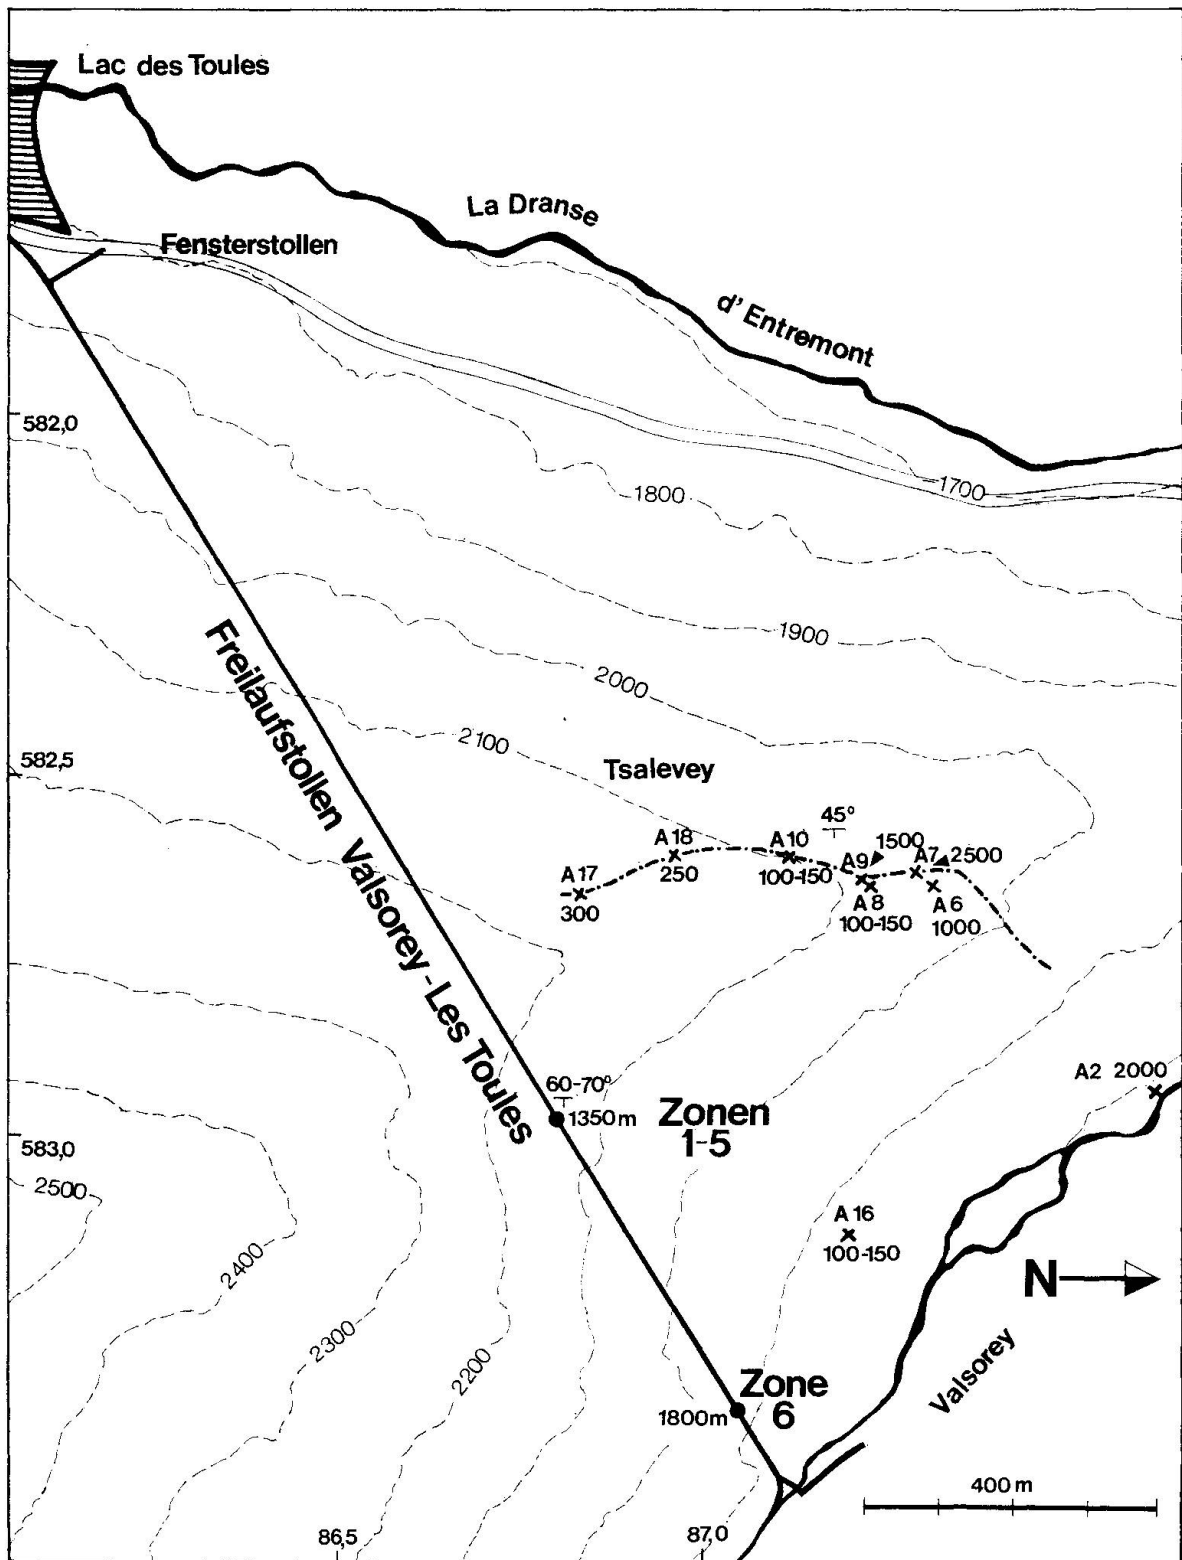 Lac des Toules
La Dranse
Fensterstollen
d'Entremont
582,0
1700
1800
1900
2000
2100
582,5
Tsalevey
Freilaufstollen Valsorey-Les Toules
45°
A18
A10
1500
250
100-150
A9
A7 2500
A17
300
A8
100-150
A6
1000
60-70°
1350m
Zonen
1-5
A2 2000
583,0
2500
A16
100-150
2400
N
2300
2200
Valsorey
Zone
6
1800m
400m
86,5
87,0